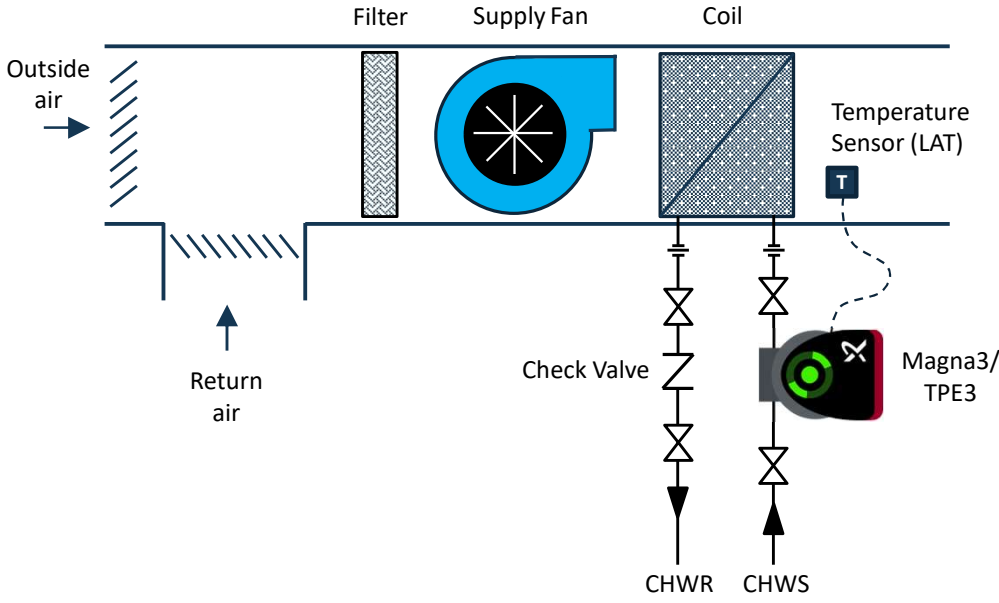 Filter
Supply Fan
Coil
Outside
air
Temperature
Sensor (LAT)
T
Check Valve
Magna3/
TPE3
Return
air
CHWR
CHWS